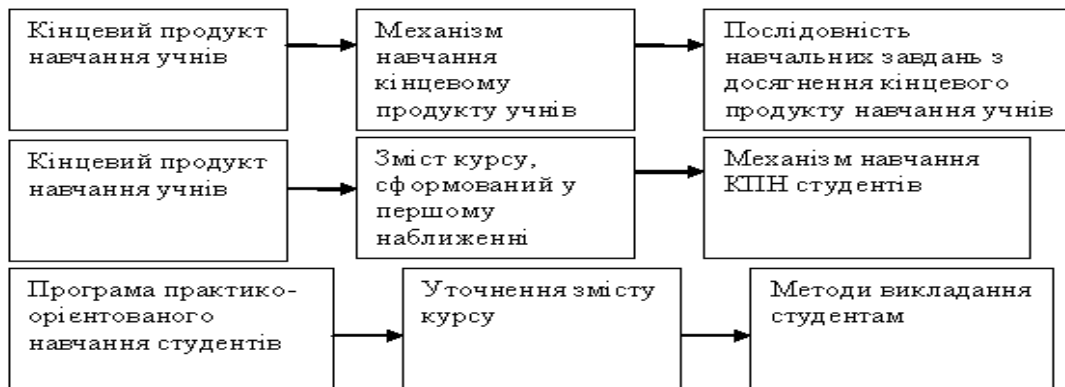 Кінцевий продукт
навчання учнів
Механізм
навчання
кінцевому
продукту учнів
Послідовність
навчальних завдань з
досягнення кінцевого
продукту навчання учнів
Кінцевий продукт
навчання учнів
Зміст курсу,
сформований у
першому
наближенні
Механізм навчання
КПН студентів
Програма практико-
орієнтованого
навчання студентів
Уточнення змісту
курсу
Методи викладання
студентам